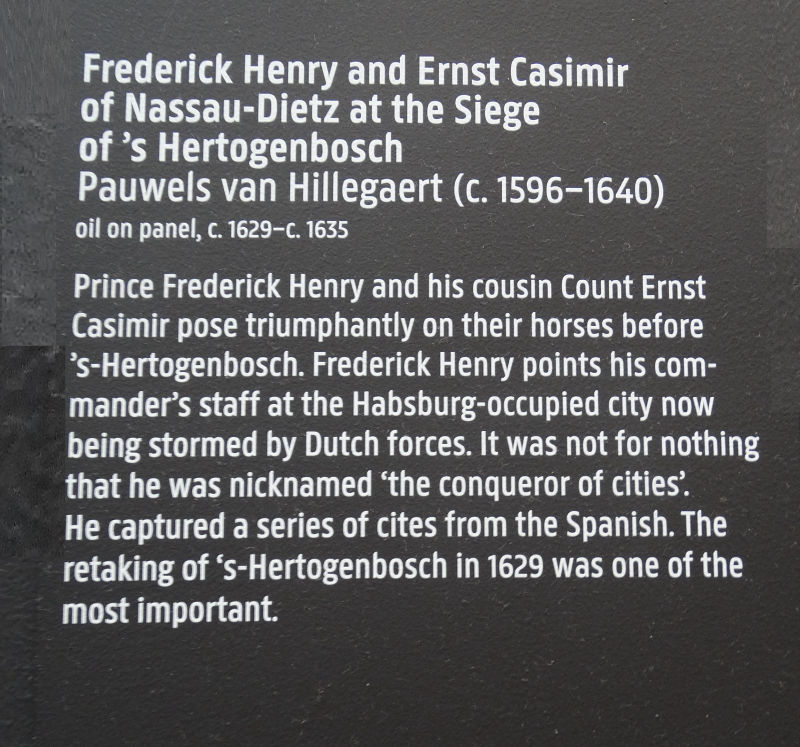 Frederick Henry and Ernst Casimir
of Nassau-Dietz at the Siege
of ’s Hertogenbosch
Pauwels van Hillegaert (c. 1596–1640)
oil on panel, c. 1629–c. 1635
Prince Frederick Henry and his cousin Count Ernst
Casimir pose triumphantly on their horses before
’s-Hertogenbosch. Frederick Henry points his com-
mander’s staff at the Habsburg-occupied city now
being stormed by Dutch forces. It was not for nothing
that he was nicknamed ‘the conqueror of cities’.
He captured a series of cites from the Spanish. The
retaking of ‘s-Hertogenbosch in 1629 was one of the
most important.